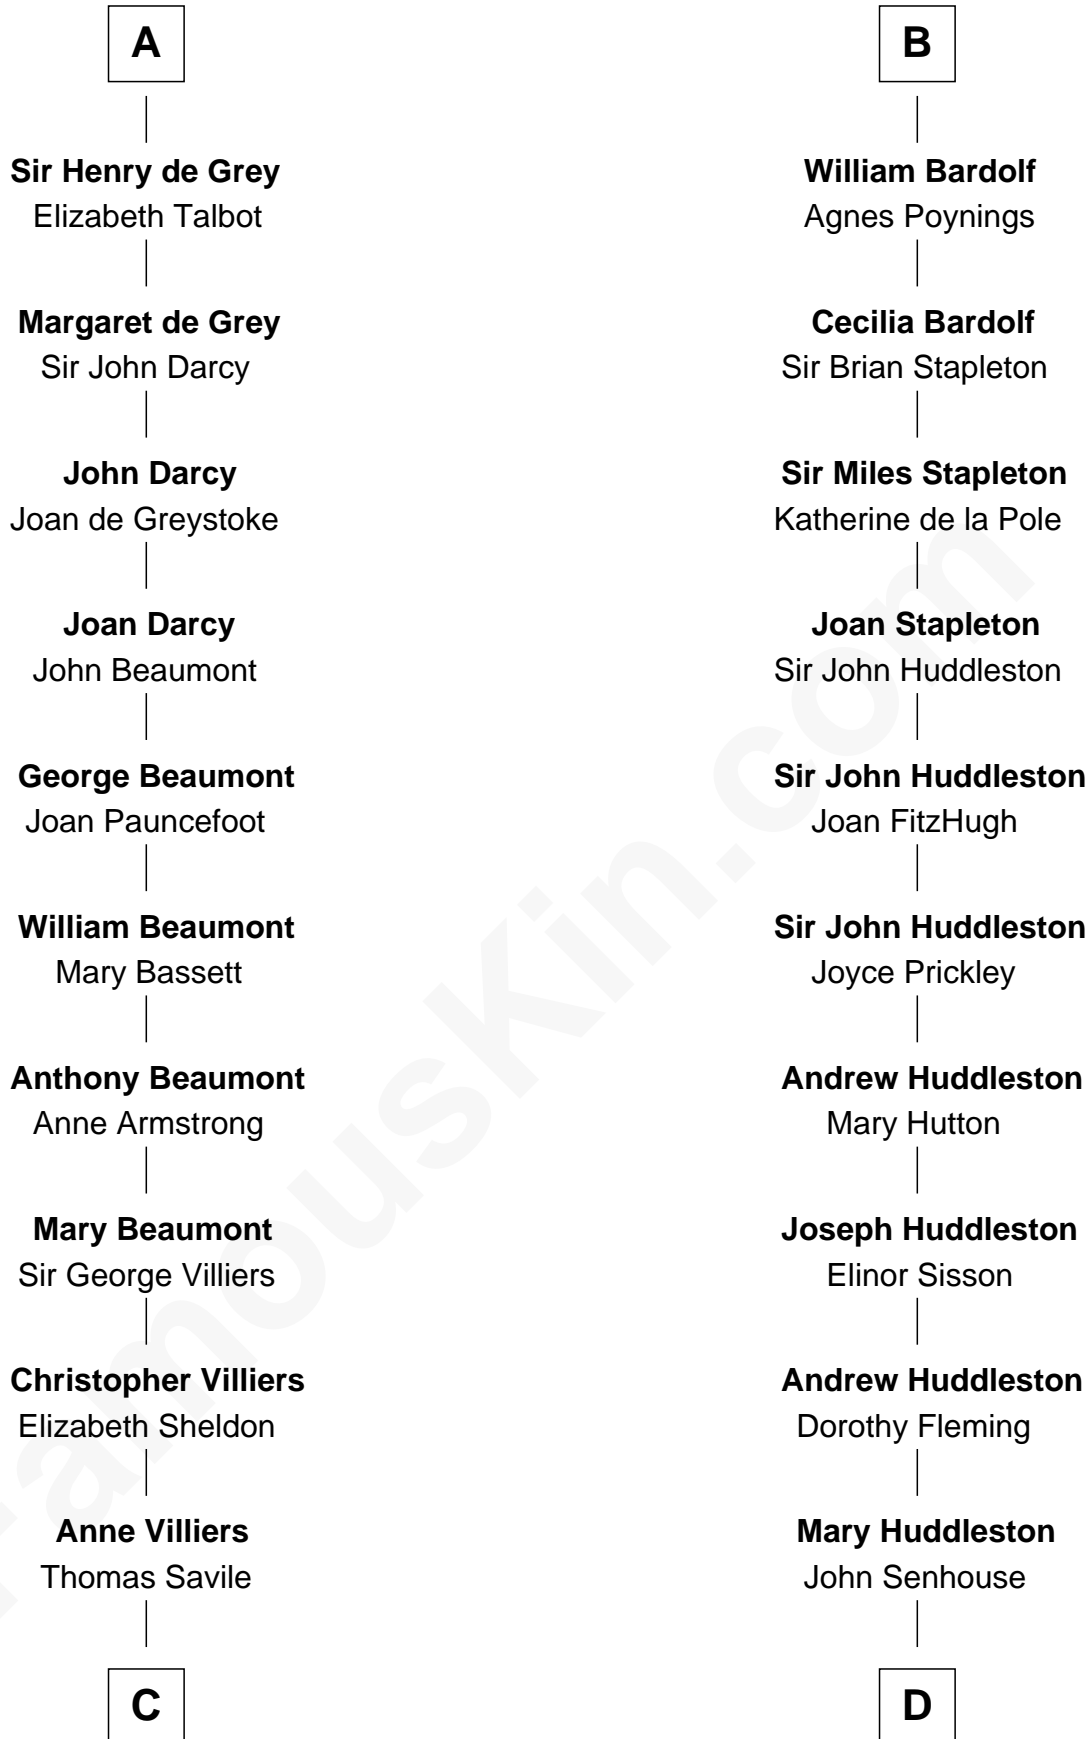 A
Sir Henry de Grey
Elizabeth Talbot
Margaret de Grey
Sir John Darcy
John Darcy
Joan de Greystoke
Joan Darcy
John Beaumont
George Beaumont
Joan Pauncefoot
William Beaumont
Mary Bassett
Anthony Beaumont
Anne Armstrong
Mary Beaumont
Sir George Villiers
Christopher Villiers
Elizabeth Sheldon
Anne Villiers
Thomas Savile
C
B
William Bardolf
Agnes Poynings
Cecilia Bardolf
Sir Brian Stapleton
Sir Miles Stapleton
Katherine de la Pole
Joan Stapleton
Sir John Huddleston
Sir John Huddleston
Joan FitzHugh
Sir John Huddleston
Joyce Prickley
Andrew Huddleston
Mary Hutton
Joseph Huddleston
Elinor Sisson
Andrew Huddleston
Dorothy Fleming
Mary Huddleston
John Senhouse
D
FamousKin.com